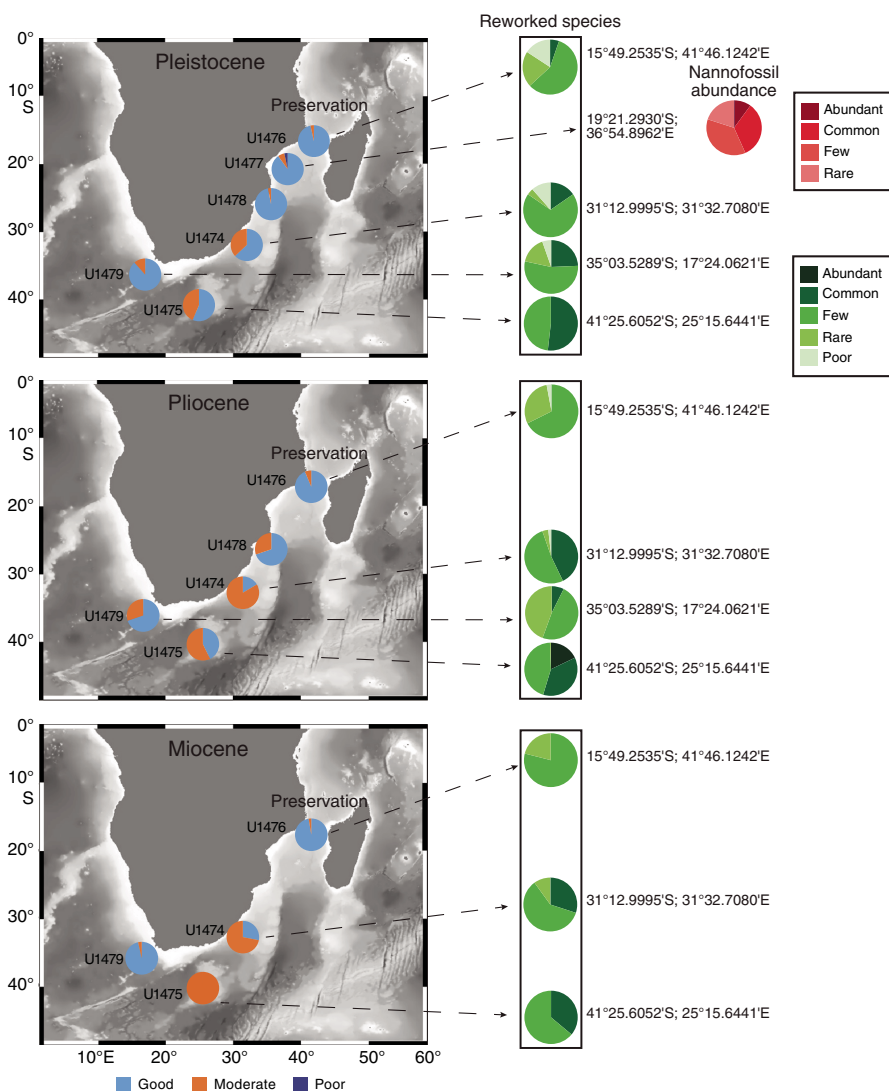 Reworked species
0°
10°
S
20°
30°
40°
Pleistocene
Preservation
U1476
U1477
U1478
U1474
U1479
U1475
15°49.2535'S; 41°46.1242'E
19°21.2930'S;
36°54.8962'E
Nannofossil
abundance
31°12.9995'S; 31°32.7080'E
35°03.5289'S; 17°24.0621'E
41°25.6052'S; 25°15.6441'E
Abundant
Common
Few
Rare
Abundant
Common
Few
Rare
Poor
0°
10°
S
20°
30°
40°
Pliocene
Preservation
U1476
U1478
U1474
U1479
U1475
15°49.2535'S; 41°46.1242'E
31°12.9995'S; 31°32.7080'E
35°03.5289'S; 17°24.0621'E
41°25.6052'S; 25°15.6441'E
0°
10°
S
20°
30°
40°
Miocene
Preservation
U1476
U1474
U1479
U1475
15°49.2535'S; 41°46.1242'E
31°12.9995'S; 31°32.7080'E
41°25.6052'S; 25°15.6441'E
10°E 20° 30° 40° 50° 60°
Good Moderate Poor